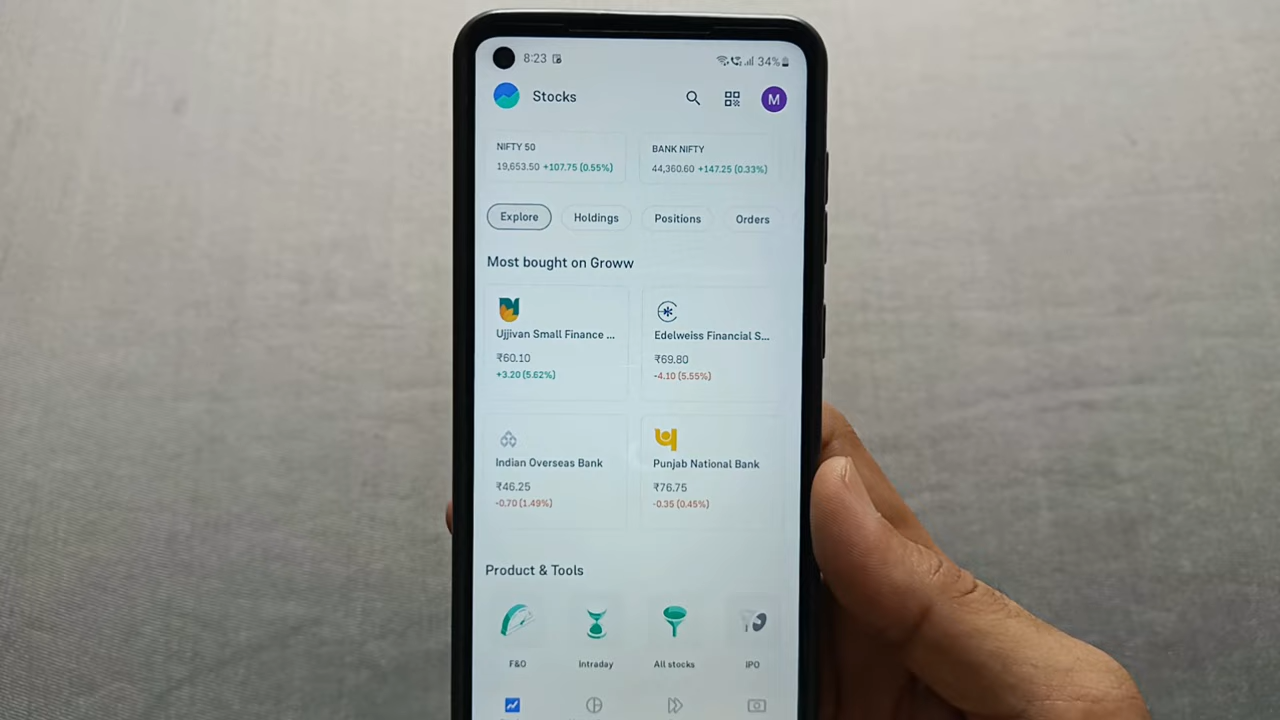 8:23
34%
Stocks
M
NIFTY 50
19,653.50 +107.75 (0.55%)
BANK NIFTY
44,360.60 +147.25 (0.33%)
Explore
Holdings
Positions
Orders
Most bought on Groww
Ujjivan Small Finance ...
₹60.10
+3.20 (5.62%)
Edelweiss Financial S...
₹69.80
-4.10 (5.55%)
Indian Overseas Bank
₹46.25
-0.70 (1.49%)
Punjab National Bank
₹76.75
-0.35 (0.45%)
Product & Tools
F&O
Intraday
All stocks
IPO